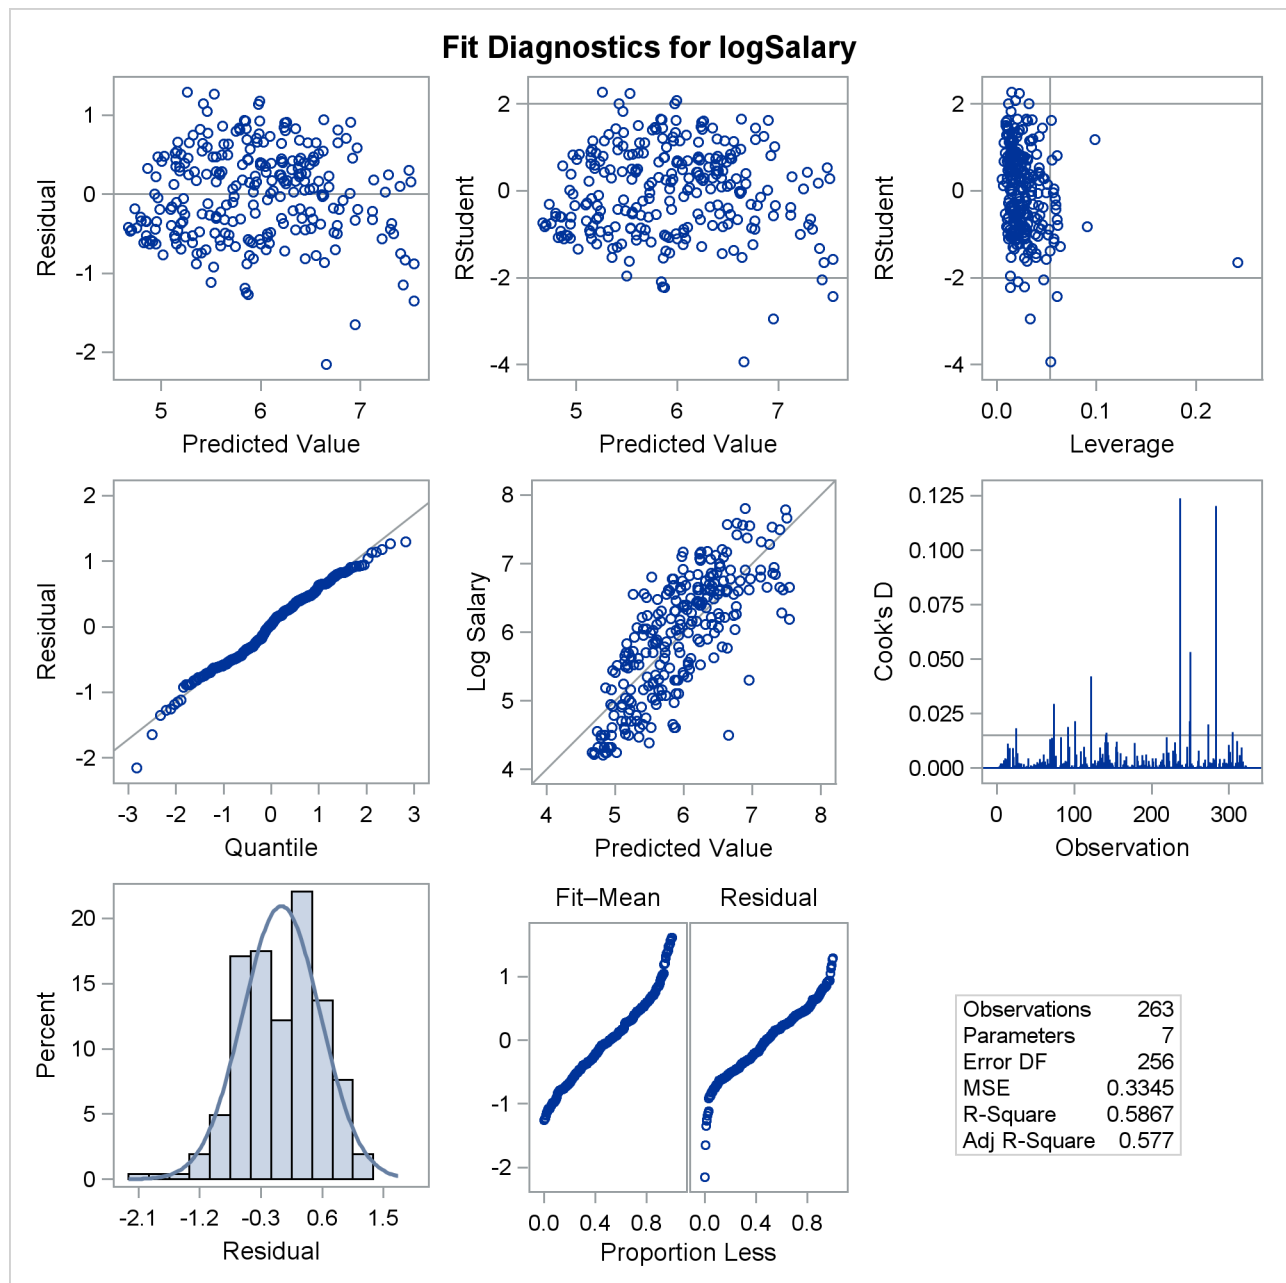 Fit Diagnostics for logSalary
Residual
1
0
-1
-2
5 6 7
Predicted Value
RStudent
2
0
-2
-4
5 6 7
Predicted Value
RStudent
2
0
-2
-4
0.0 0.1 0.2
Leverage
Residual
2
1
0
-1
-2
-3 -2 -1 0 1 2 3
Quantile
Log Salary
8
7
6
5
4
4 5 6 7 8
Predicted Value
Cook's D
0.125
0.100
0.075
0.050
0.025
0.000
0 100 200 300
Observation
Percent
20
15
10
5
0
-2.1 -1.2 -0.3 0.6 1.5
Residual
Fit–Mean Residual
1
0
-1
-2
0.0 0.4 0.8 0.0 0.4 0.8
Proportion Less
Observations 263
Parameters 7
Error DF 256
MSE 0.3345
R-Square 0.5867
Adj R-Square 0.577